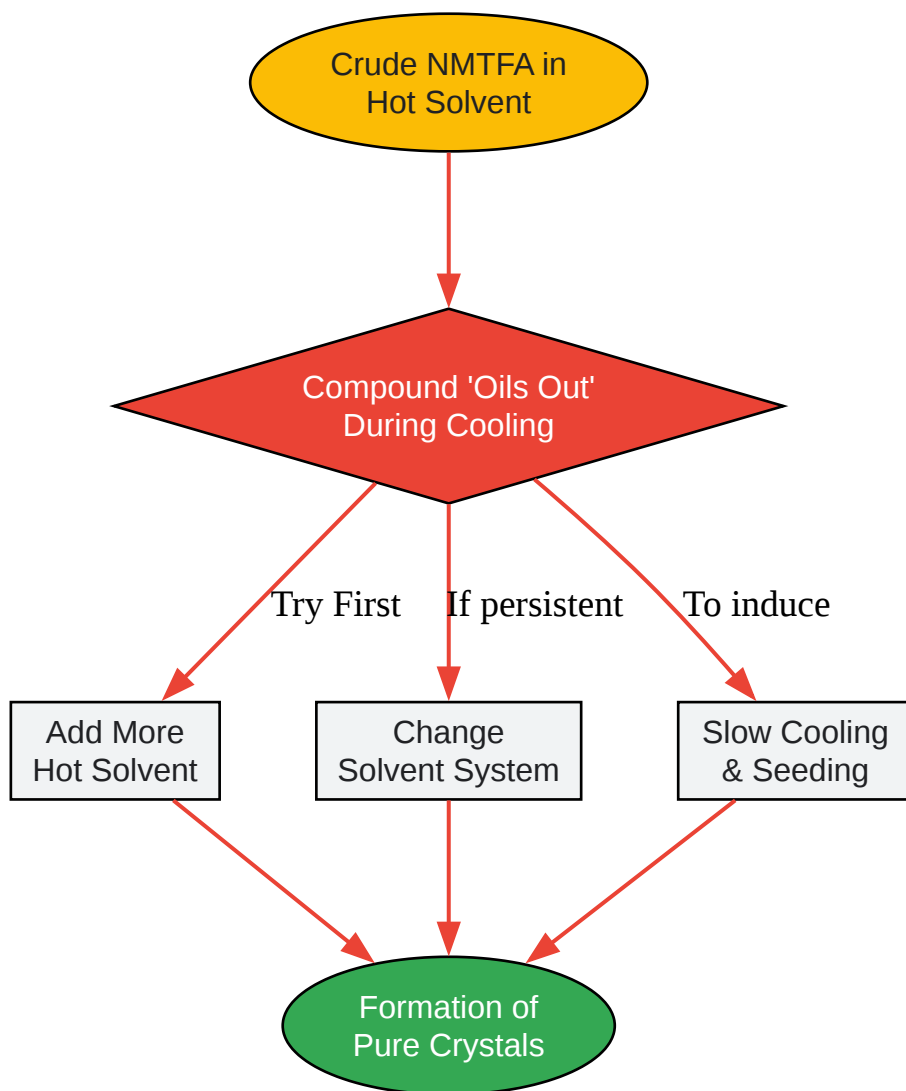 Crude NMTFA in
Hot Solvent
Compound 'Oils Out'
During Cooling
Try First
If persistent
To induce
Add More
Hot Solvent
Change
Solvent System
Slow Cooling
& Seeding
Formation of
Pure Crystals